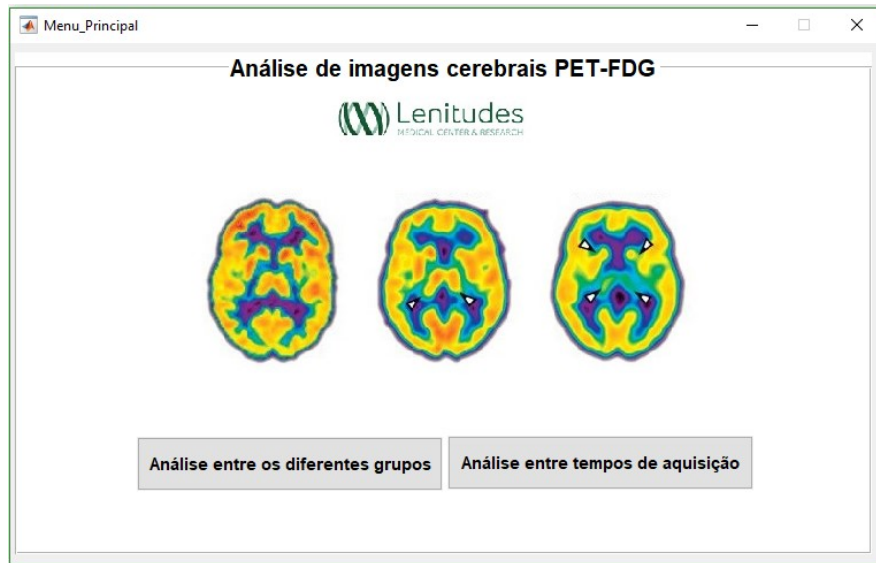 Menu_Principal
Análise de imagens cerebrais PET-FDG
Lenitudes
MEDICAL CENTER & RESEARCH
Análise entre os diferentes grupos
Análise entre tempos de aquisição